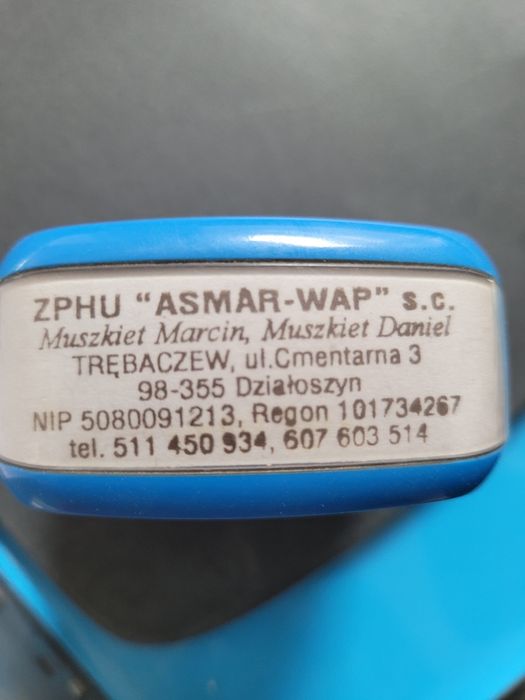 ZPHU "ASMAR-WAP" s.c.
Muszkiet Marcin, Muszkiet Daniel
TRĘBACZEW, ul.Cmentarna 3
98-355 Działoszyn
NIP 5080091213, Regon 101734267
tel. 511 450 934, 607 603 514